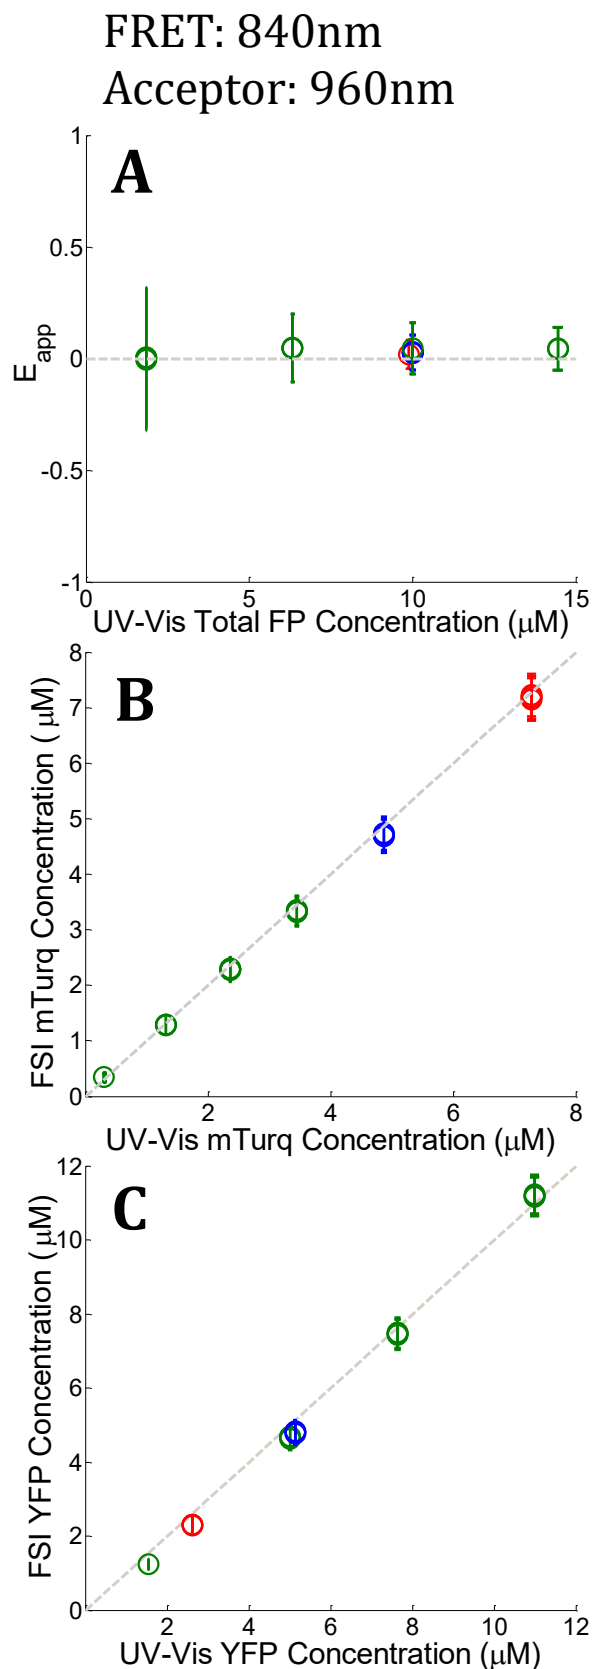 FRET: 840nm
Acceptor: 960nm
A
1
0.5
0
-0.5
-1
E_app
0 5 10 15
UV-Vis Total FP Concentration (μM)
B
8
7
6
5
4
3
2
1
0
FSI mTurq Concentration ( μM)
2 4 6 8
UV-Vis mTurq Concentration (μM)
C
12
10
8
6
4
2
0
FSI YFP Concentration ( μM)
2 4 6 8 10 12
UV-Vis YFP Concentration (μM)